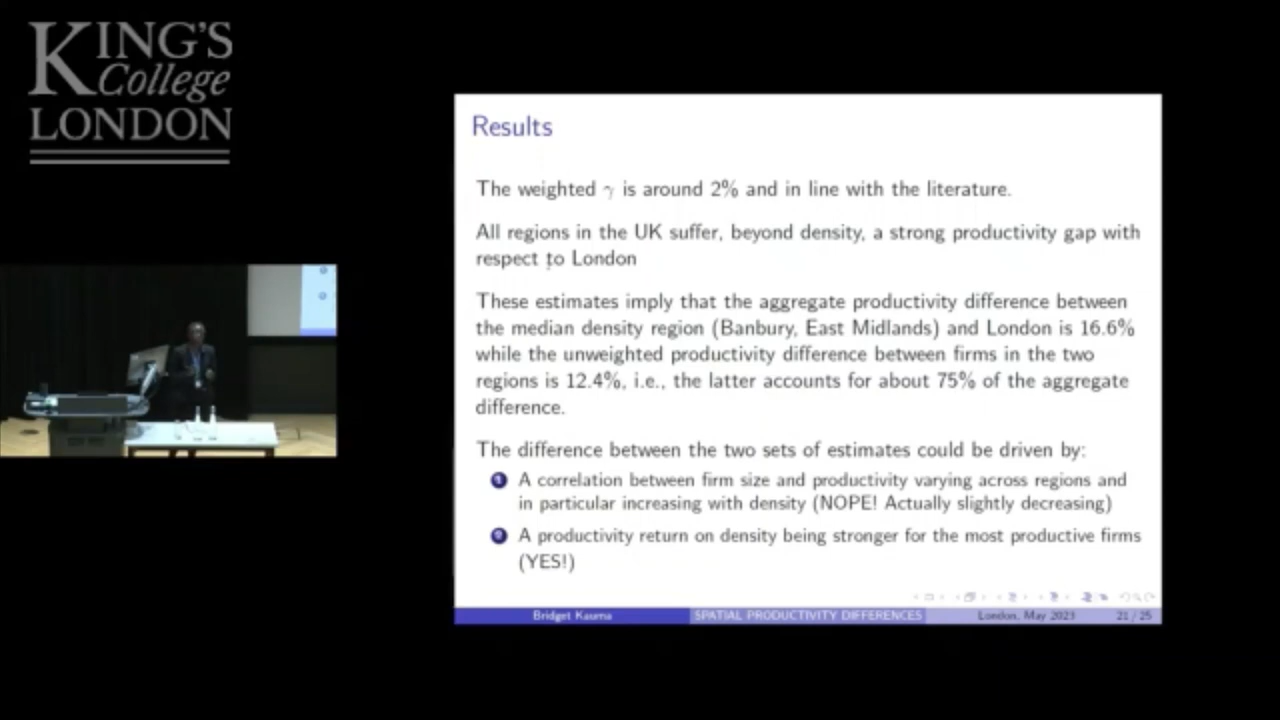 KING'S
College
LONDON
Results
The weighted γ is around 2% and in line with the literature.
All regions in the UK suffer, beyond density, a strong productivity gap with
respect to London
These estimates imply that the aggregate productivity difference between
the median density region (Banbury, East Midlands) and London is 16.6%
while the unweighted productivity difference between firms in the two
regions is 12.4%, i.e., the latter accounts for about 75% of the aggregate
difference.
The difference between the two sets of estimates could be driven by:
1 A correlation between firm size and productivity varying across regions and
in particular increasing with density (NOPE! Actually slightly decreasing)
2 A productivity return on density being stronger for the most productive firms
(YES!)
Bridget Kauma SPATIAL PRODUCTIVITY DIFFERENCES London, May 2023 21 / 25